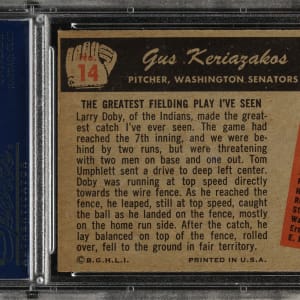 NO. 14
Gus Keriazakos
PITCHER, WASHINGTON SENATORS
THE GREATEST FIELDING PLAY I'VE SEEN
Larry Doby, of the Indians, made the great-
est catch I've ever seen. The game had
reached the 7th inning, and we were be-
hind by two runs, but were threatening
with two men on base and one out. Tom
Umphlett sent a drive to deep left center.
Doby was running at top speed directly
towards the wire fence. As he reached the
fence, he leaped, still at top speed, caught
the ball as he landed on the fence, mostly
on the home run side. After the catch, he
lay balanced on top of the fence, rolled
over, fell to the ground in fair territory.
©B.G.H.L.I. PRINTED IN U.S.A.